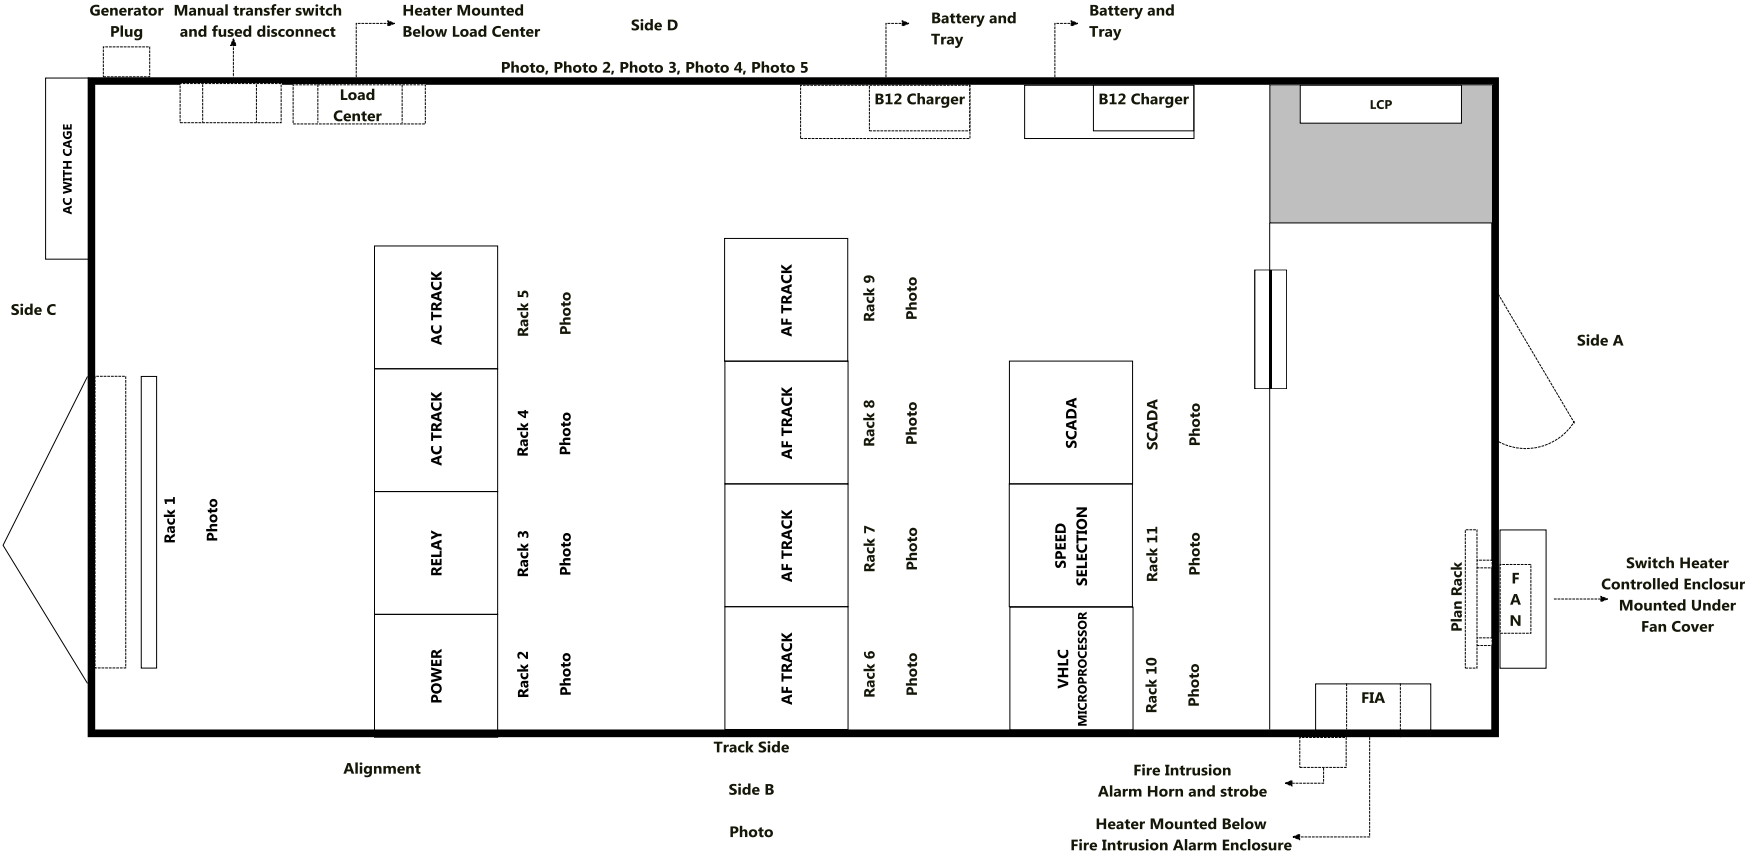 Generator
Plug
Manual transfer switch
and fused disconnect
Heater Mounted
Below Load Center
Side D
Battery and
Tray
Battery and
Tray
Photo, Photo 2, Photo 3, Photo 4, Photo 5
Load
Center
B12 Charger
B12 Charger
LCP
AC WITH CAGE
Side C
Side A
AC TRACK
Rack 5
Photo
AF TRACK
Rack 9
Photo
AC TRACK
Rack 4
Photo
AF TRACK
Rack 8
Photo
SCADA
SCADA
Photo
Rack 1
Photo
RELAY
Rack 3
Photo
AF TRACK
Rack 7
Photo
SPEED
SELECTION
Rack 11
Photo
POWER
Rack 2
Photo
AF TRACK
Rack 6
Photo
VHLC
MICROPROCESSOR
Rack 10
Photo
Plan Rack
F
A
N
Switch Heater
Controlled Enclosur
Mounted Under
Fan Cover
FIA
Track Side
Alignment
Side B
Photo
Fire Intrusion
Alarm Horn and strobe
Heater Mounted Below
Fire Intrusion Alarm Enclosure